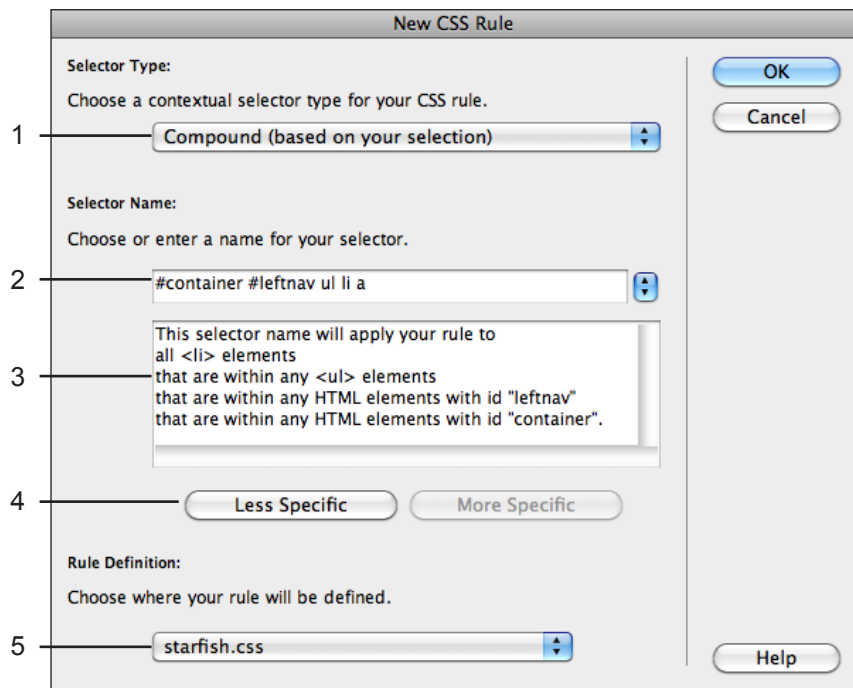 New CSS Rule
Selector Type:
OK
Choose a contextual selector type for your CSS rule.
Cancel
1
Compound (based on your selection)
Selector Name:
Choose or enter a name for your selector.
2
#container #leftnav ul li a
This selector name will apply your rule to
all <li> elements
3
that are within any <ul> elements
that are within any HTML elements with id "leftnav"
that are within any HTML elements with id "container".
4
Less Specific
More Specific
Rule Definition:
Choose where your rule will be defined.
5
starfish.css
Help